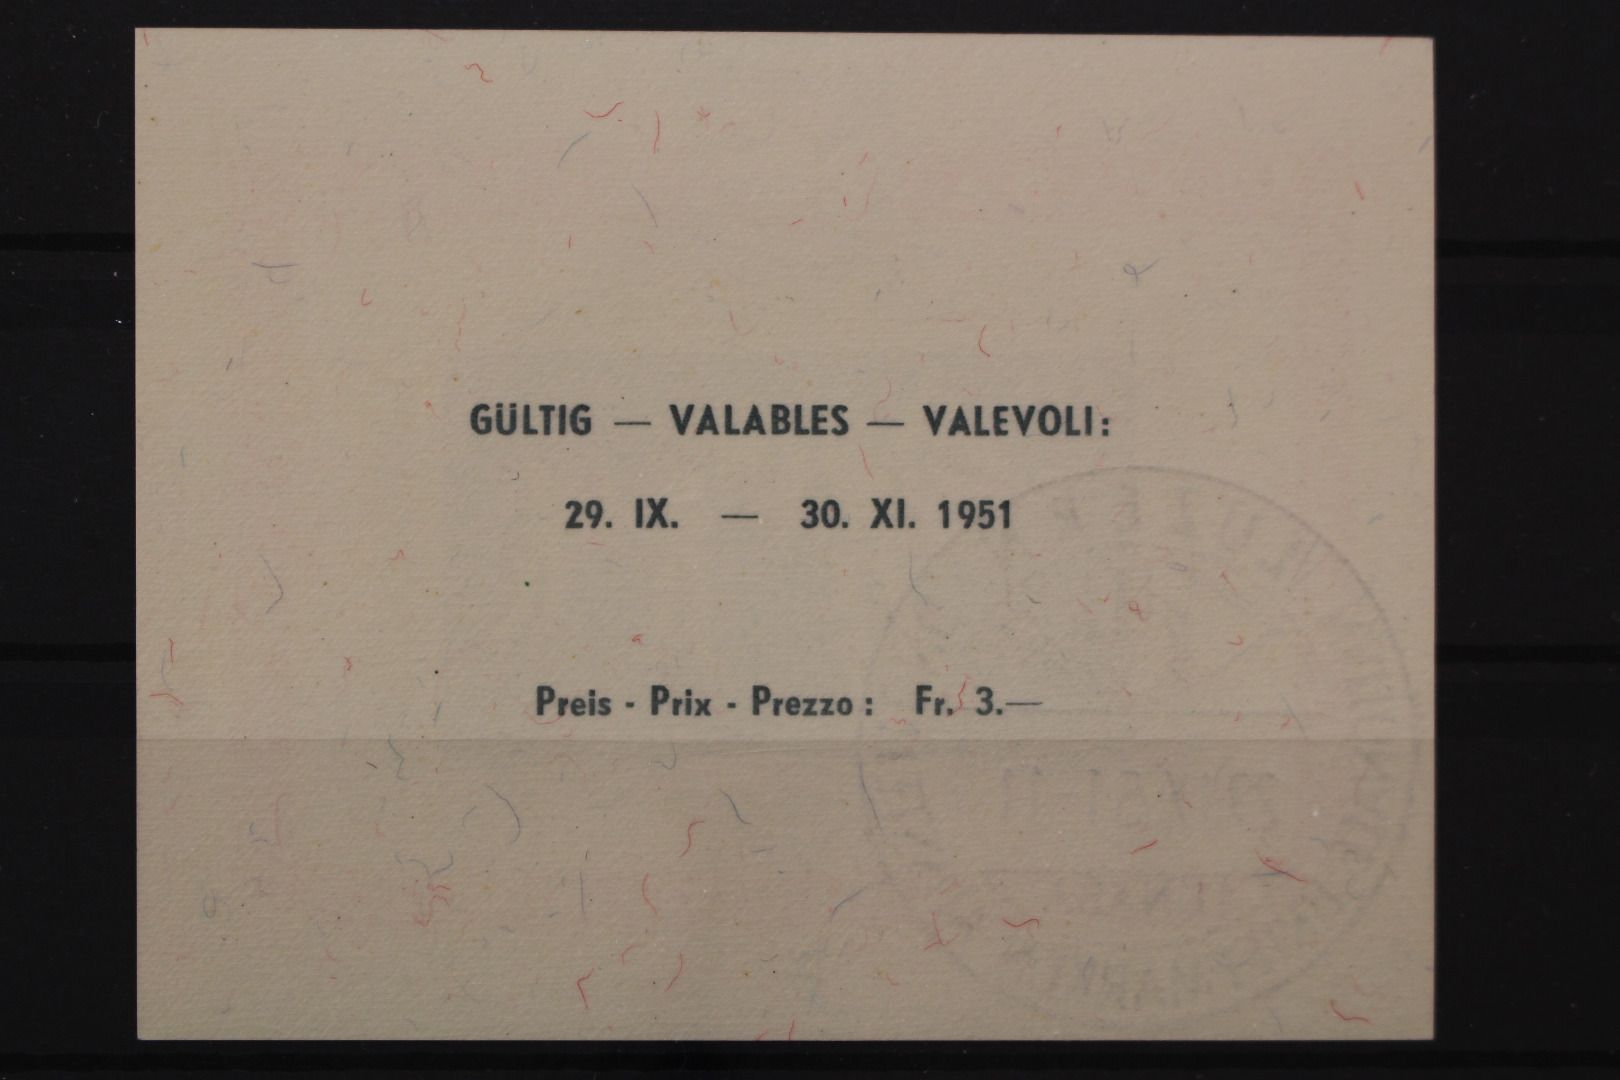 GÜLTIG — VALABLES — VALEVOLI:
29. IX. — 30. XI. 1951
Preis - Prix - Prezzo : Fr. 3.—